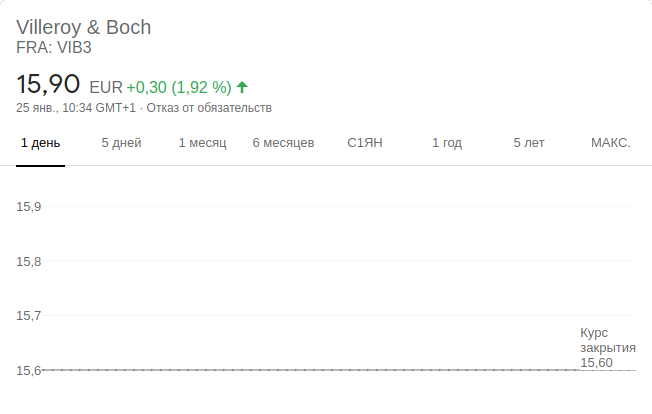 Villeroy & Boch
FRA: VIB3
15,90 EUR +0,30 (1,92 %)
25 янв., 10:34 GMT+1 · Отказ от обязательств
1 день 5 дней 1 месяц 6 месяцев С1ЯН 1 год 5 лет МАКС.
15,9
15,8
15,7
Курс
закрытия
15,60
15,6